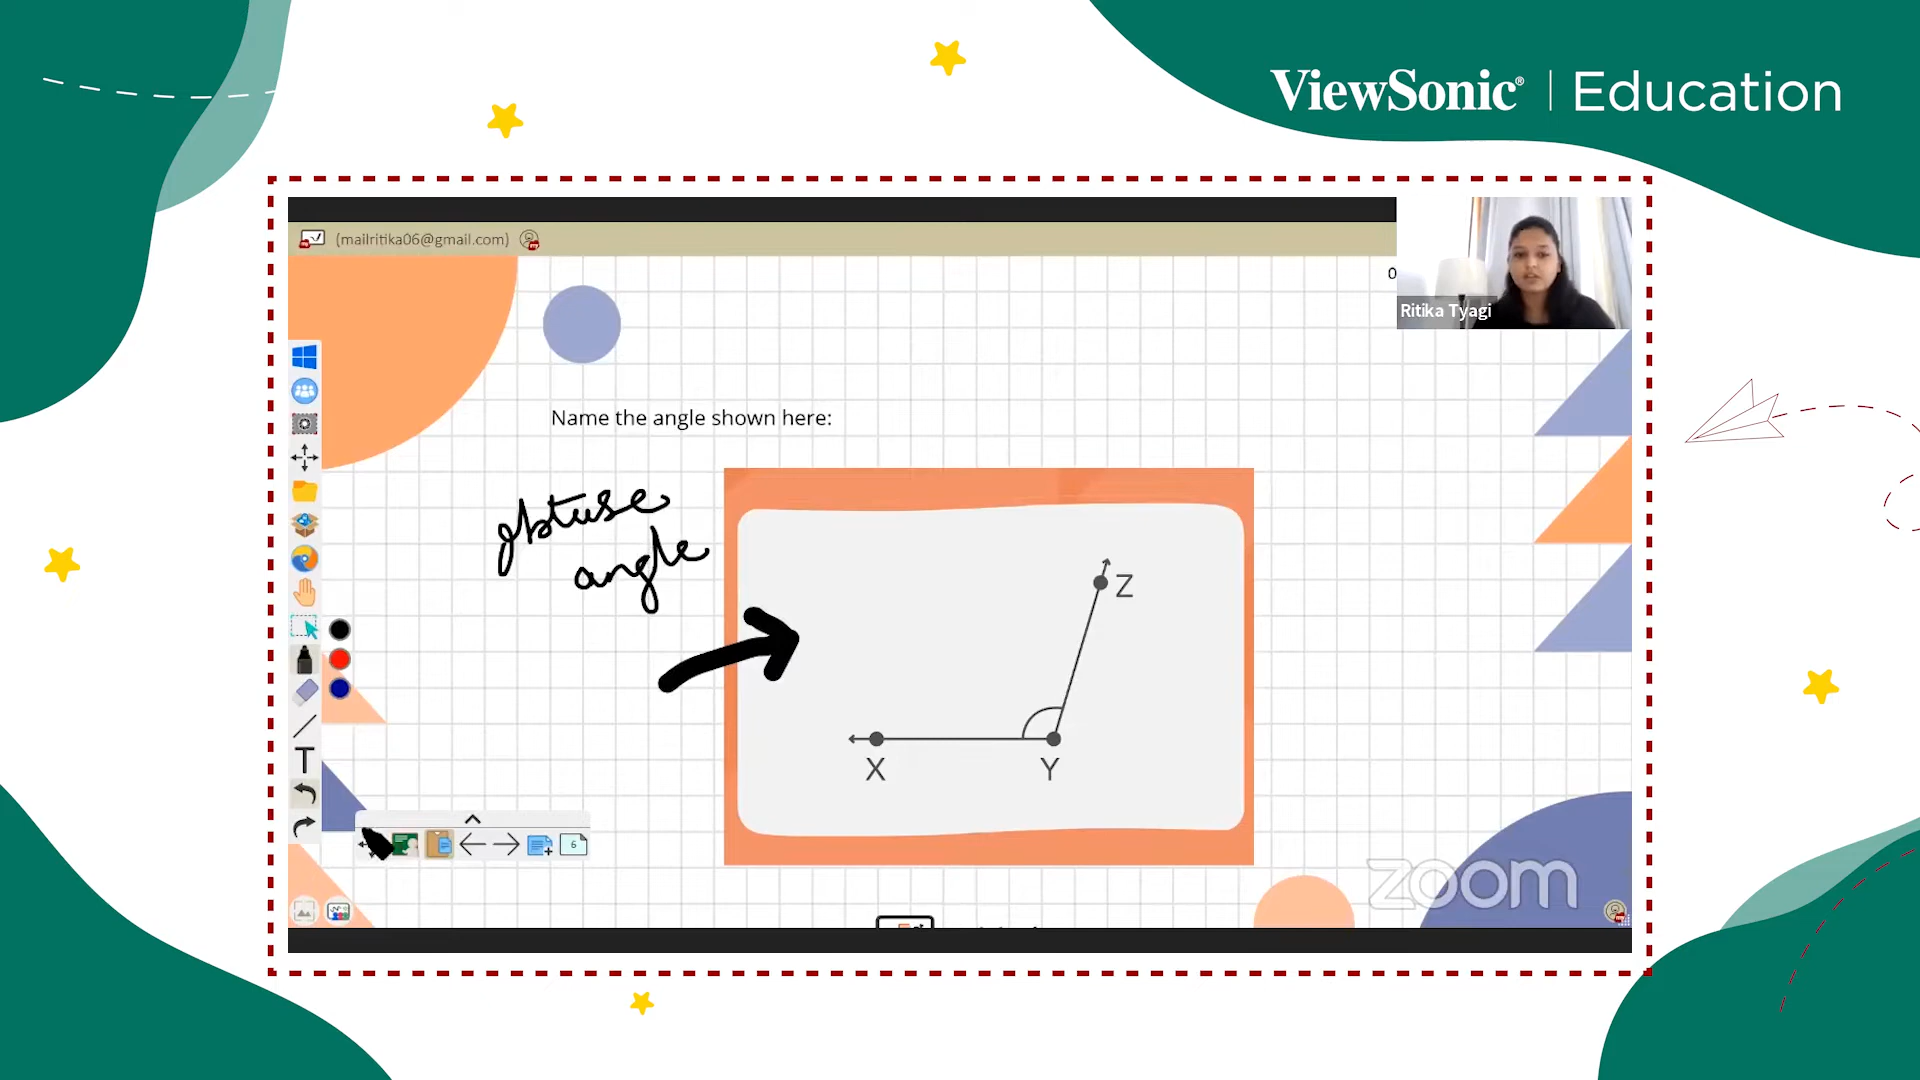 ViewSonic® | Education
(mailritika06@gmail.com)
0
Ritika Tyagi
Name the angle shown here:
obtuse
angle
Z
X
Y
T
6
zoom